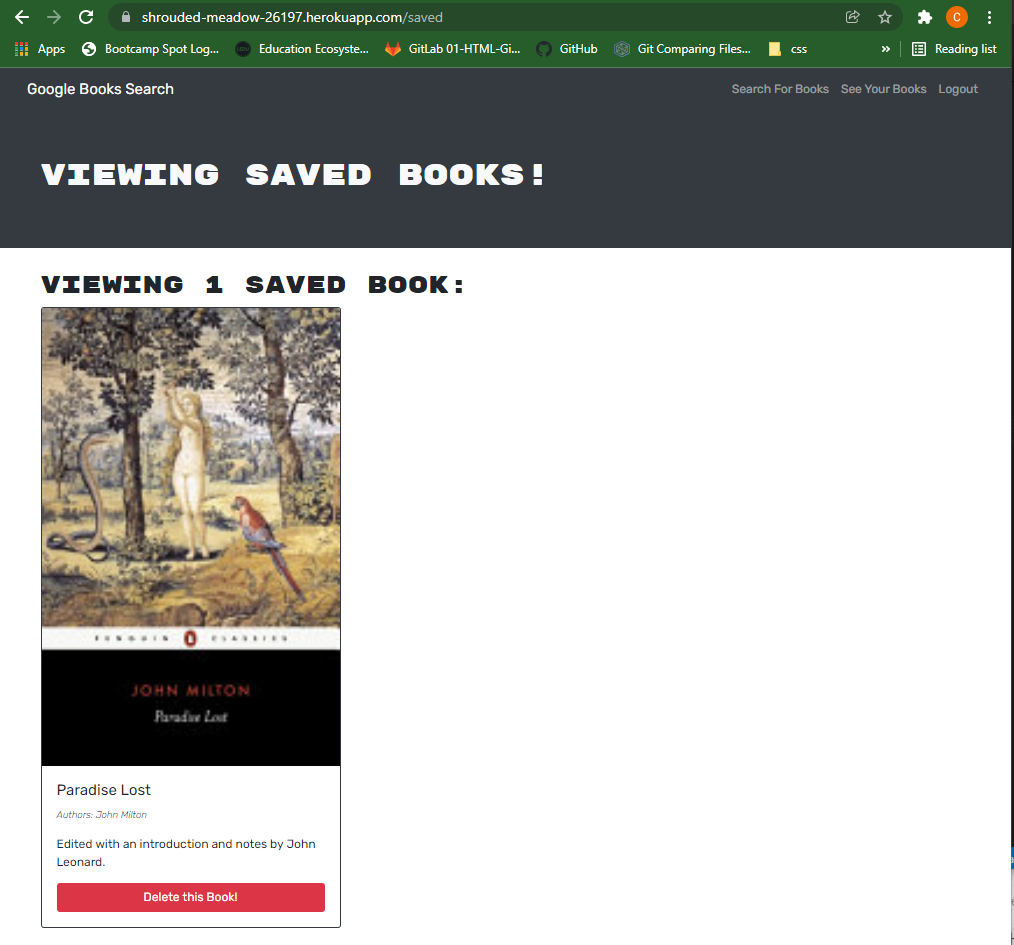 shrouded-meadow-26197.herokuapp.com/saved
C
Apps Bootcamp Spot Log... Education Ecosyste... GitLab 01-HTML-Gi... GitHub Git Comparing Files... css » Reading list
Google Books Search Search For Books See Your Books Logout
VIEWING SAVED BOOKS!
VIEWING 1 SAVED BOOK:
PENGUIN CLASSICS
JOHN MILTON
Paradise Lost
Paradise Lost
Authors: John Milton
Edited with an introduction and notes by John
Leonard.
Delete this Book!